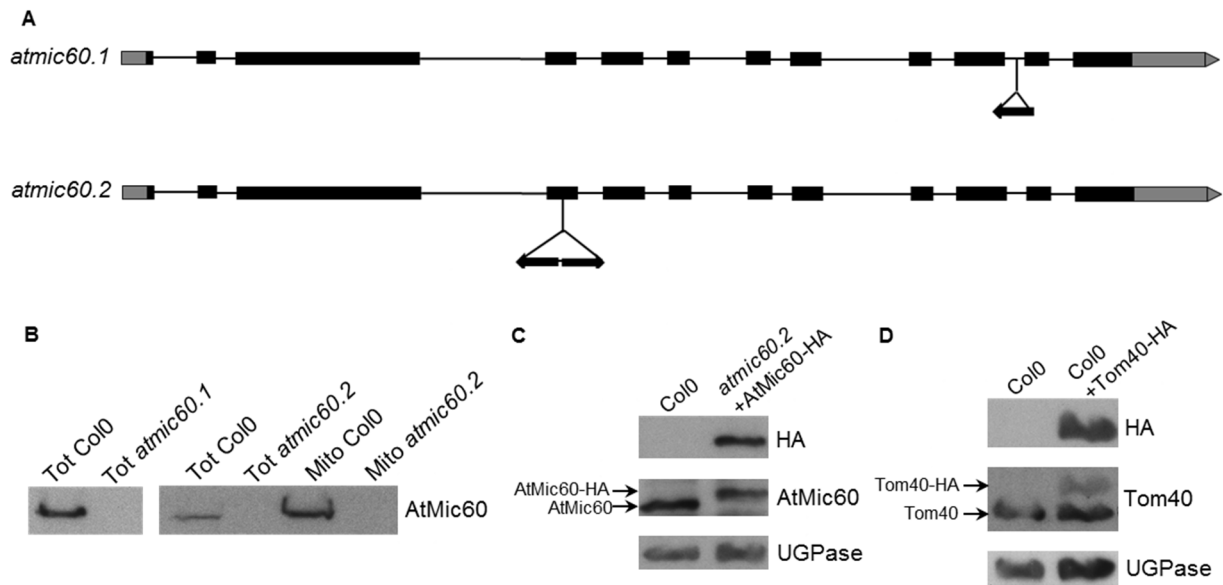 A
atmic60.1
atmic60.2
B
Tot Col0
Tot atmic60.1
Tot Col0
Tot atmic60.2
Mito Col0
Mito atmic60.2
AtMic60
C
Col0
atmic60.2
+AtMic60-HA
HA
AtMic60-HA
AtMic60
AtMic60
UGPase
D
Col0
Col0
+Tom40-HA
HA
Tom40-HA
Tom40
Tom40
UGPase